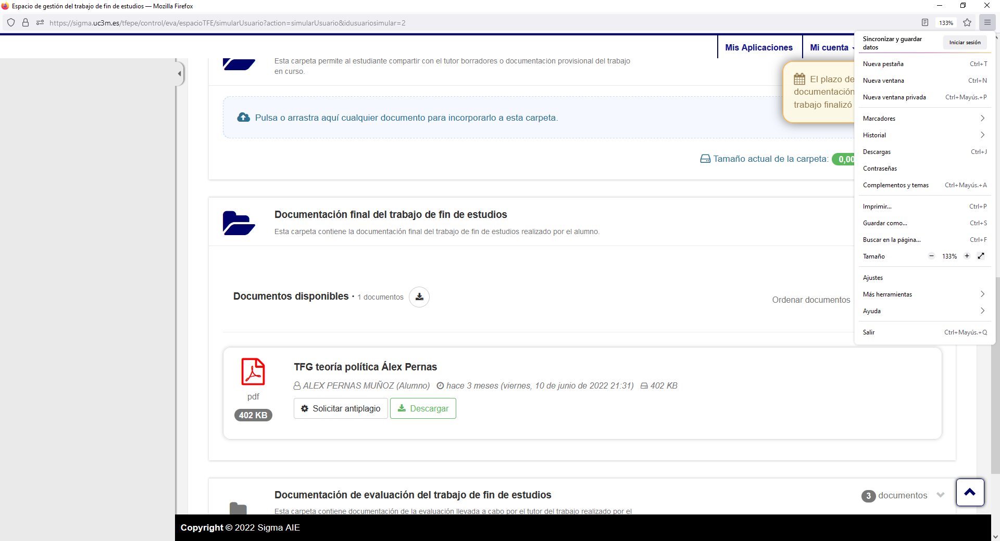 Espacio de gestión del trabajo de fin de estudios — Mozilla Firefox
https://sigma.uc3m.es/tfepe/control/eva/espacioTFE/simularUsuario?action=simularUsuario&idusuariosimular=2
133%
Mis Aplicaciones
Mi cuenta
Esta carpeta permite al estudiante compartir con el tutor borradores o documentación provisional del trabajo
en curso.
El plazo de
documentación
trabajo finalizó
Pulsa o arrastra aquí cualquier documento para incorporarlo a esta carpeta.
Tamaño actual de la carpeta: 0,00
Documentación final del trabajo de fin de estudios
Esta carpeta contiene la documentación final del trabajo de fin de estudios realizado por el alumno.
Documentos disponibles · 1 documentos
Ordenar documentos
TFG teoría política Álex Pernas
ALEX PERNAS MUÑOZ (Alumno) hace 3 meses (viernes, 10 de junio de 2022 21:31) 402 KB
pdf
402 KB
Solicitar antiplagio
Descargar
Documentación de evaluación del trabajo de fin de estudios
3 documentos
Esta carpeta contiene documentación de la evaluación llevada a cabo por el tutor del trabajo realizado por el
Copyright © 2022 Sigma AIE
Sincronizar y guardar
datos
Iniciar sesión
Nueva pestaña Ctrl+T
Nueva ventana Ctrl+N
Nueva ventana privada Ctrl+Mayús.+P
Marcadores
Historial
Descargas Ctrl+J
Contraseñas
Complementos y temas Ctrl+Mayús.+A
Imprimir... Ctrl+P
Guardar como... Ctrl+S
Buscar en la página... Ctrl+F
Tamaño − 133% +
Ajustes
Más herramientas
Ayuda
Salir Ctrl+Mayús.+Q